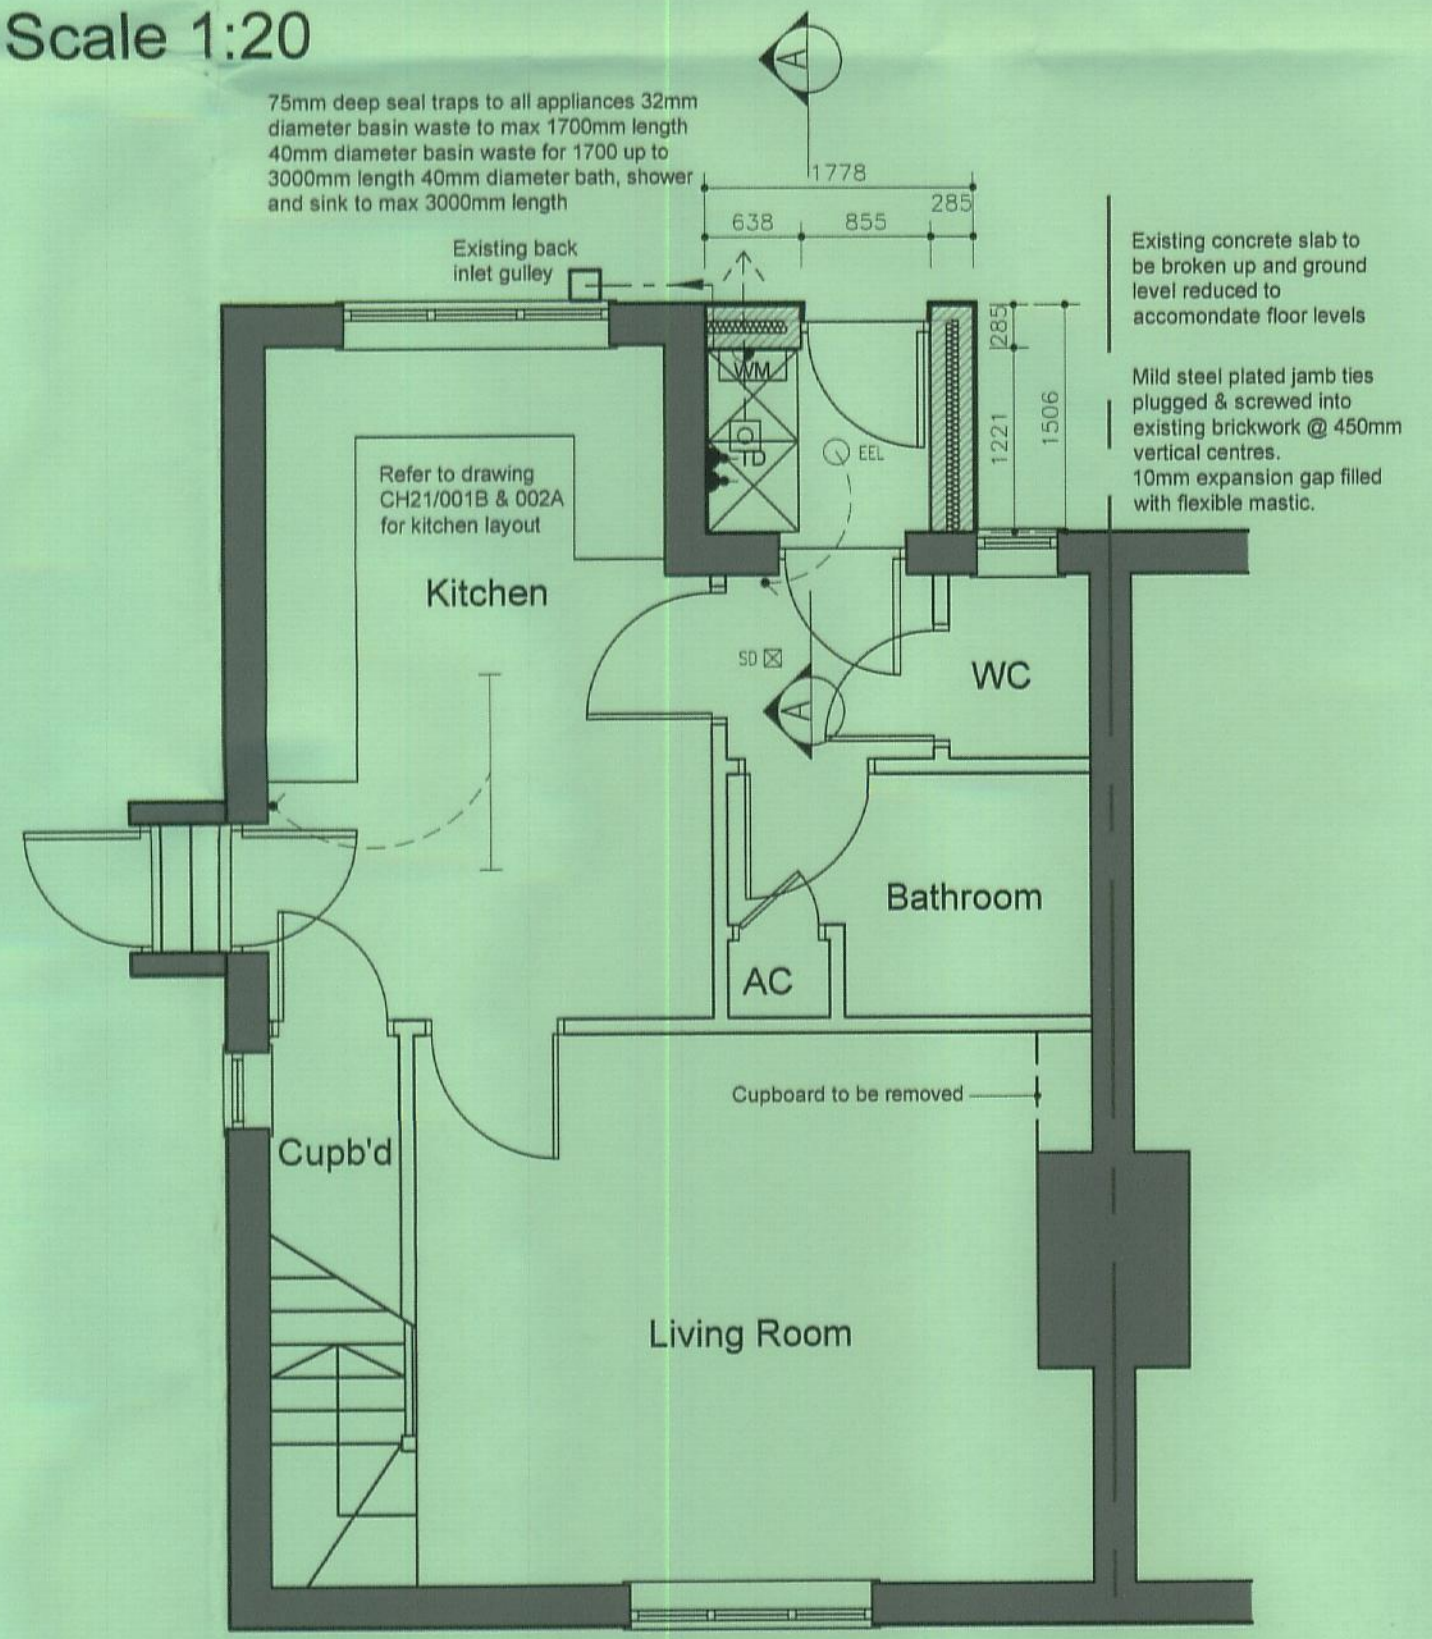 Scale 1:20
A
75mm deep seal traps to all appliances 32mm
diameter basin waste to max 1700mm length
40mm diameter basin waste for 1700 up to
3000mm length 40mm diameter bath, shower
and sink to max 3000mm length
1778
638
855
285
Existing back
inlet gulley
Existing concrete slab to
be broken up and ground
level reduced to
accomondate floor levels
285
1221
1506
Mild steel plated jamb ties
plugged & screwed into
existing brickwork @ 450mm
vertical centres.
10mm expansion gap filled
with flexible mastic.
WM
TD
EEL
Refer to drawing
CH21/001B & 002A
for kitchen layout
Kitchen
SD
WC
A
Bathroom
AC
Cupboard to be removed
Cupb'd
Living Room